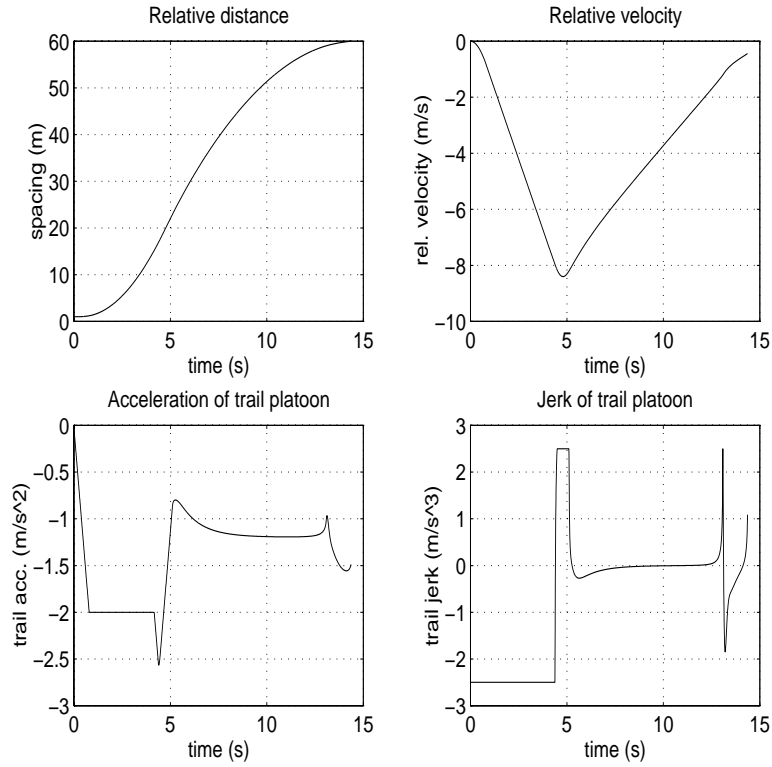 Relative distance
60
50
40
30
20
10
0
spacing (m)
0 5 10 15
time (s)
Relative velocity
0
−2
−4
−6
−8
−10
rel. velocity (m/s)
0 5 10 15
time (s)
Acceleration of trail platoon
0
−0.5
−1
−1.5
−2
−2.5
−3
trail acc. (m/s^2)
0 5 10 15
time (s)
Jerk of trail platoon
3
2
1
0
−1
−2
−3
trail jerk (m/s^3)
0 5 10 15
time (s)